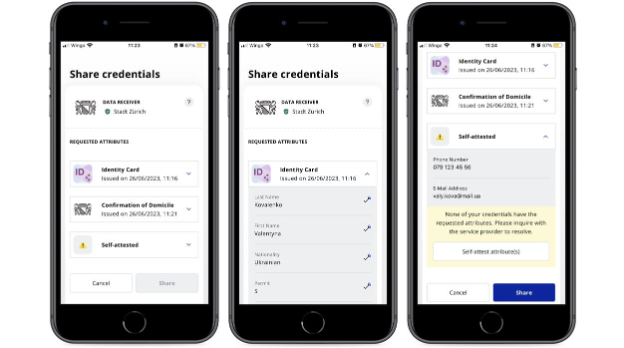 Wingo 11:23 67%
Share credentials
DATA RECEIVER ?
Stadt Zürich
REQUESTED ATTRIBUTES
ID Identity Card
Issued on 26/06/2023, 11:16
Confirmation of Domicile
Issued on 26/06/2023, 11:21
Self-attested
Cancel Share
Wingo 11:23 67%
Share credentials
DATA RECEIVER ?
Stadt Zürich
REQUESTED ATTRIBUTES
ID Identity Card
Issued on 26/06/2023, 11:16
Last Name
Kovalenko
First Name
Valentyna
Nationality
Ukrainian
Permit
S
Wingo 11:24 67%
ID Identity Card
Issued on 26/06/2023, 11:16
Confirmation of Domicile
Issued on 26/06/2023, 11:21
Self-attested
Phone Number
079 123 45 56
E-Mail Address
None of your credentials have the
requested attributes. Please inquire with
the service provider to resolve.
Self-attest attribute(s)
Cancel Share